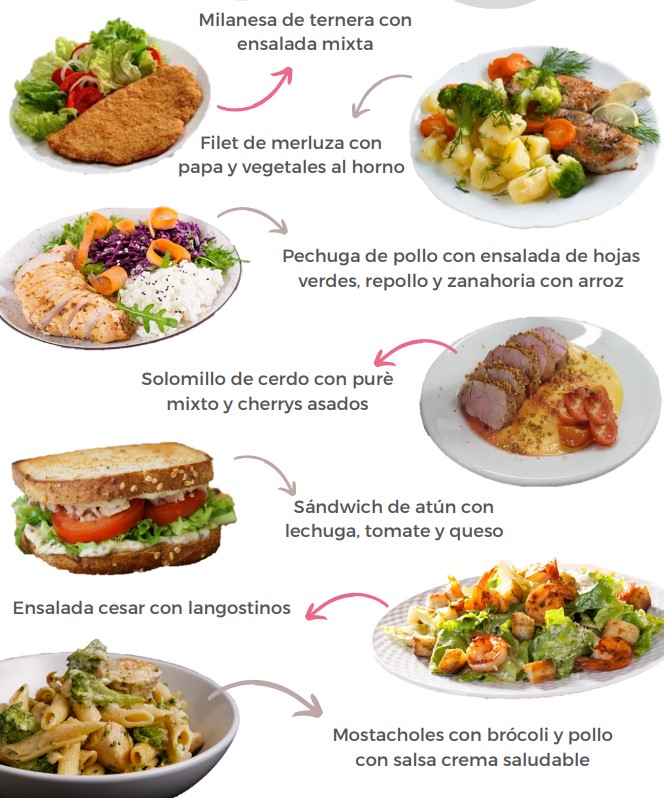 Milanesa de ternera con
ensalada mixta
Filet de merluza con
papa y vegetales al horno
Pechuga de pollo con ensalada de hojas
verdes, repollo y zanahoria con arroz
Solomillo de cerdo con purè
mixto y cherrys asados
Sándwich de atún con
lechuga, tomate y queso
Ensalada cesar con langostinos
Mostacholes con brócoli y pollo
con salsa crema saludable